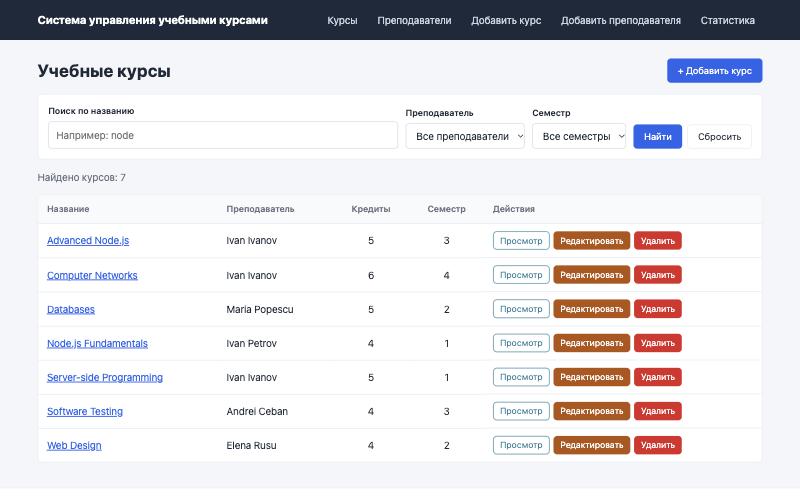 Система управления учебными курсами Курсы Преподаватели Добавить курс Добавить преподавателя Статистика
Учебные курсы + Добавить курс
Поиск по названию Преподаватель Семестр
Например: node Все преподаватели Все семестры Найти Сбросить
Найдено курсов: 7
Название Преподаватель Кредиты Семестр Действия
Advanced Node.js Ivan Ivanov 5 3 Просмотр Редактировать Удалить
Computer Networks Ivan Ivanov 6 4 Просмотр Редактировать Удалить
Databases Maria Popescu 5 2 Просмотр Редактировать Удалить
Node.js Fundamentals Ivan Petrov 4 1 Просмотр Редактировать Удалить
Server-side Programming Ivan Ivanov 5 1 Просмотр Редактировать Удалить
Software Testing Andrei Ceban 4 3 Просмотр Редактировать Удалить
Web Design Elena Rusu 4 2 Просмотр Редактировать Удалить